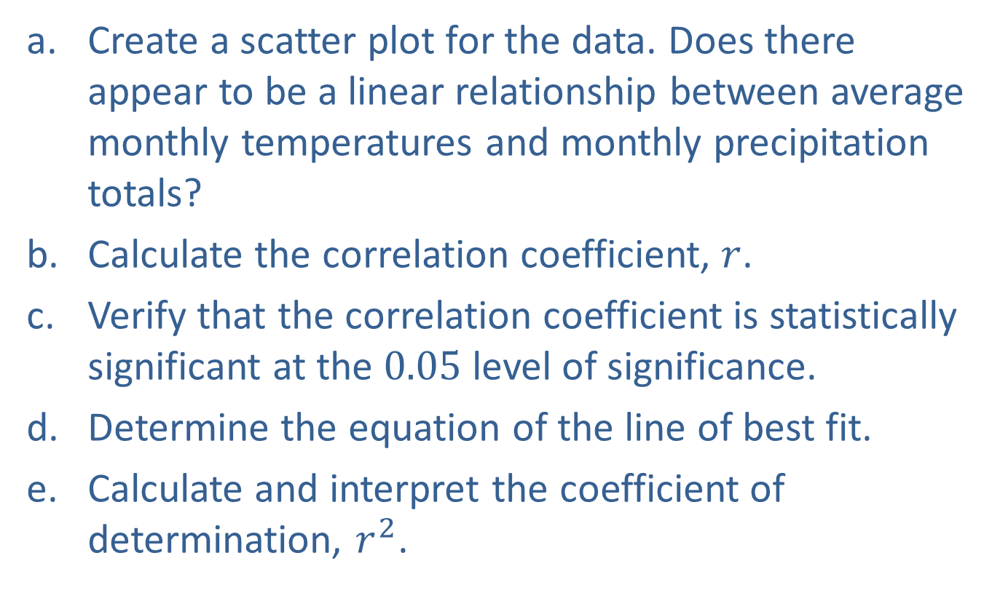 a. Create a scatter plot for the data. Does there
appear to be a linear relationship between average
monthly temperatures and monthly precipitation
totals?
b. Calculate the correlation coefficient, r.
c. Verify that the correlation coefficient is statistically
significant at the 0.05 level of significance.
d. Determine the equation of the line of best fit.
e. Calculate and interpret the coefficient of
determination, r².